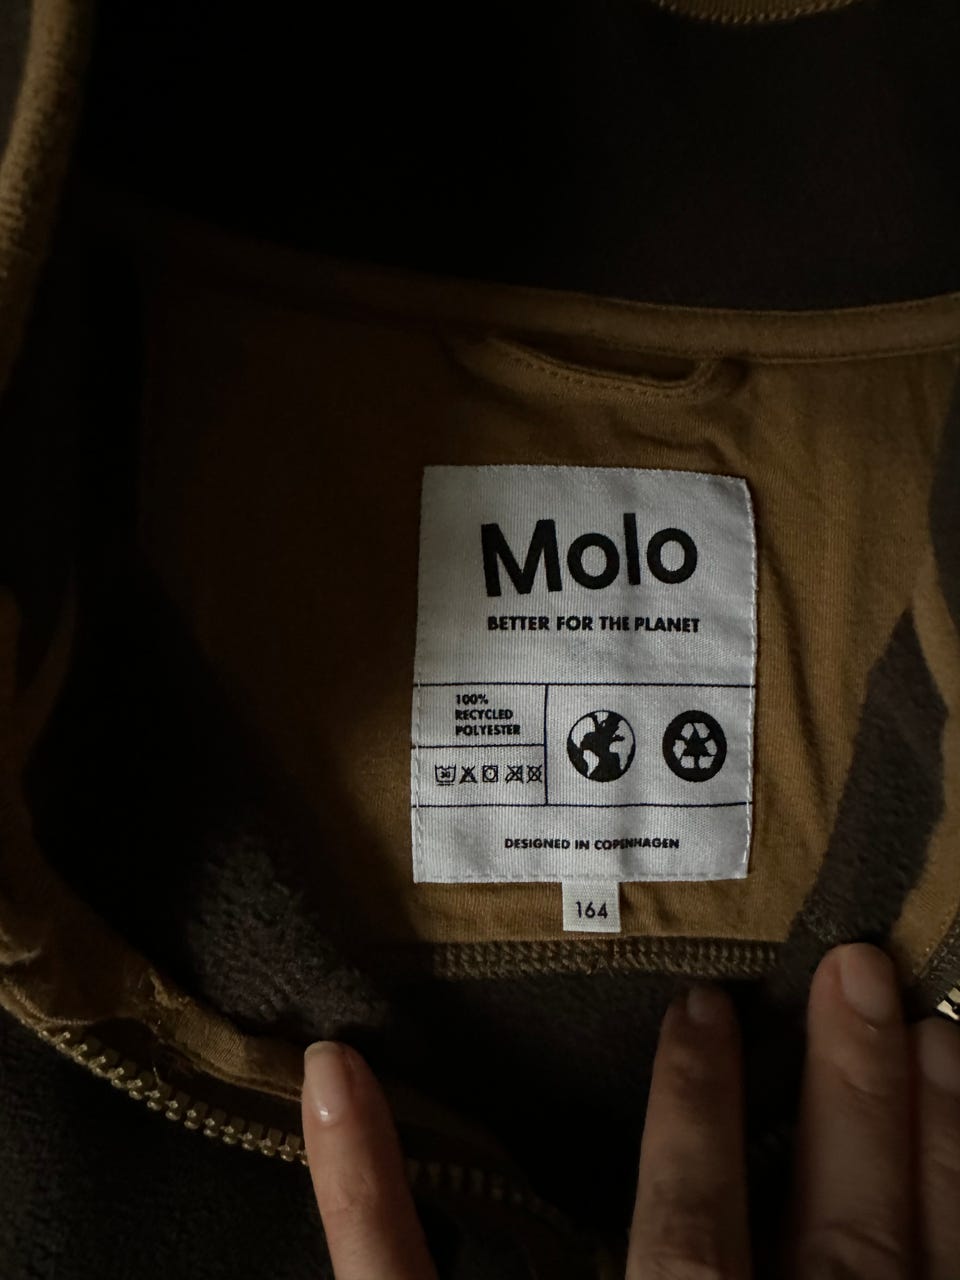 Molo
BETTER FOR THE PLANET
100%
RECYCLED
POLYESTER
DESIGNED IN COPENHAGEN
164